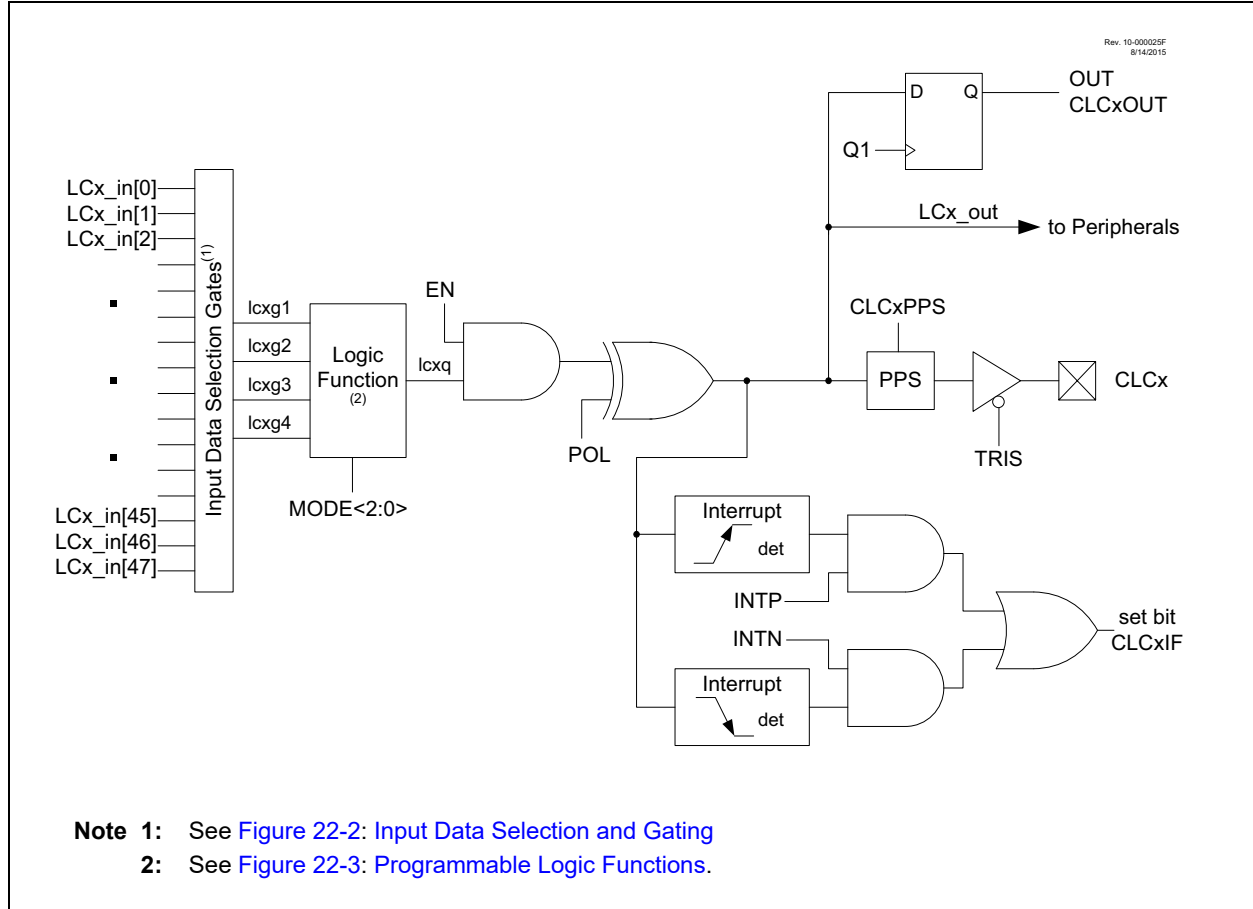 Rev. 10-000025F
8/14/2015
D Q
OUT
CLCxOUT
Q1
LCx_in[0]
LCx_in[1]
LCx_in[2]
LCx_out
to Peripherals
Input Data Selection Gates(1)
EN
CLCxPPS
lcxg1
lcxg2
lcxg3
lcxg4
Logic
Function
(2)
lcxq
PPS
CLCx
POL
TRIS
MODE<2:0>
LCx_in[45]
LCx_in[46]
LCx_in[47]
Interrupt
det
INTP
INTN
set bit
CLCxIF
Interrupt
det
Note 1: See Figure 22-2: Input Data Selection and Gating
2: See Figure 22-3: Programmable Logic Functions.